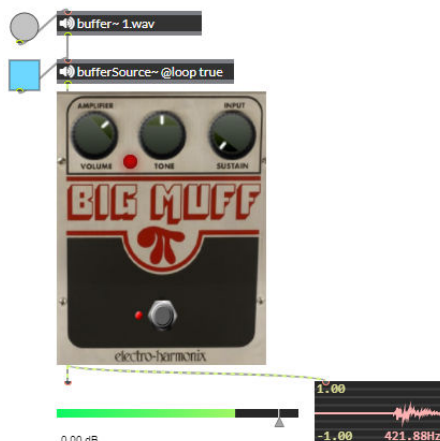 buffer~ 1.wav
bufferSource~ @loop true
AMPLIFIER
INPUT
VOLUME
TONE
SUSTAIN
BIG MUFF
π
electro-harmonix
1.00
-1.00
421.88Hz
0.00 dB